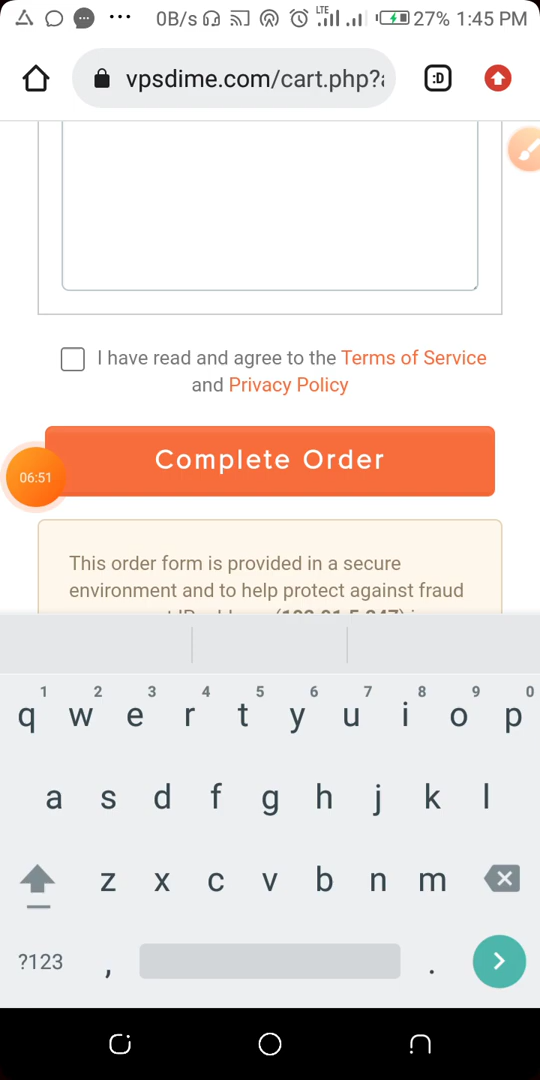 0B/s LTE 27% 1:45 PM
vpsdime.com/cart.php?
:D
I have read and agree to the Terms of Service
and Privacy Policy
Complete Order
06:51
This order form is provided in a secure
environment and to help protect against fraud
1 2 3 4 5 6 7 8 9 0
q w e r t y u i o p
a s d f g h j k l
z x c v b n m
?123 , .